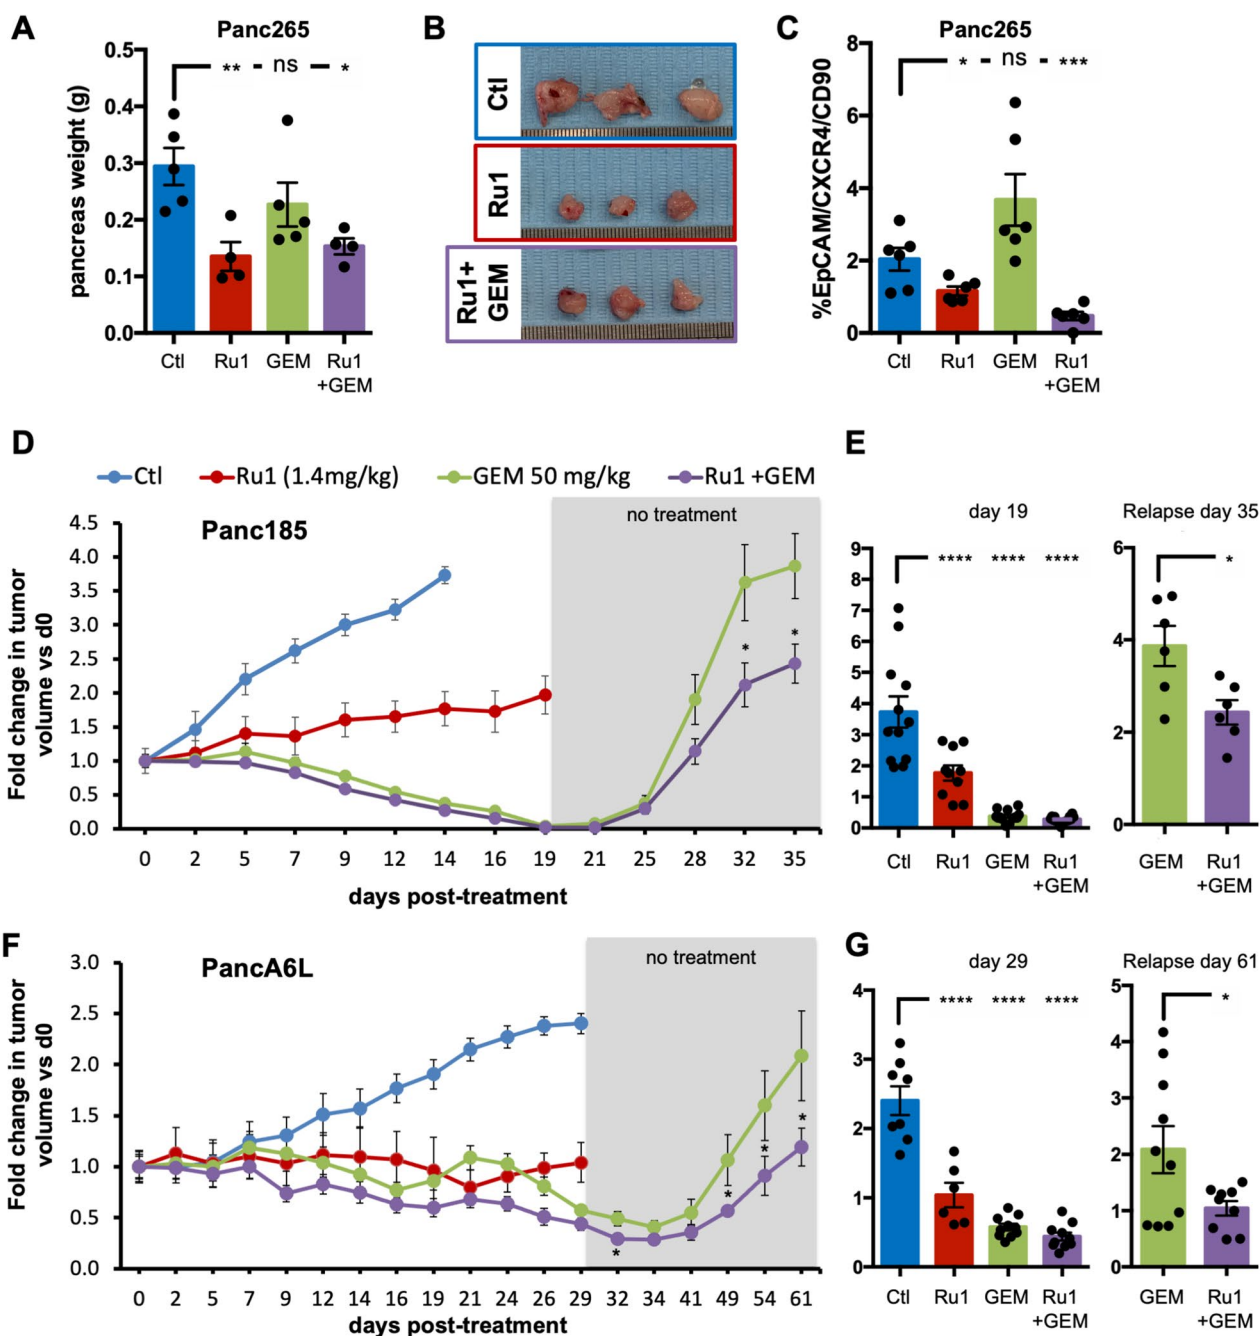 A
Panc265
pancreas weight (g)
0.5
0.4
0.3
0.2
0.1
0.0
** ns *
Ctl Ru1 GEM Ru1
+GEM
B
Ctl
Ru1
Ru1+
GEM
C
Panc265
%EpCAM/CXCR4/CD90
8
6
4
2
0
* ns ***
Ctl Ru1 GEM Ru1
+GEM
D
Ctl Ru1 (1.4mg/kg) GEM 50 mg/kg Ru1 +GEM
Panc185
no treatment
Fold change in tumor
volume vs d0
4.5
4.0
3.5
3.0
2.5
2.0
1.5
1.0
0.5
0.0
* *
0 2 5 7 9 12 14 16 19 21 25 28 32 35
days post-treatment
E
day 19
9
8
7
6
5
4
3
2
1
0
**** **** ****
Ctl Ru1 GEM Ru1
+GEM
Relapse day 35
6
4
2
0
*
GEM Ru1
+GEM
F
PancA6L
no treatment
Fold change in tumor
volume vs d0
3.0
2.5
2.0
1.5
1.0
0.5
0.0
* * * *
0 2 5 7 9 12 14 16 19 21 24 26 29 32 34 41 49 54 61
days post-treatment
G
day 29
4
3
2
1
0
**** **** ****
Ctl Ru1 GEM Ru1
+GEM
Relapse day 61
5
4
3
2
1
0
*
GEM Ru1
+GEM